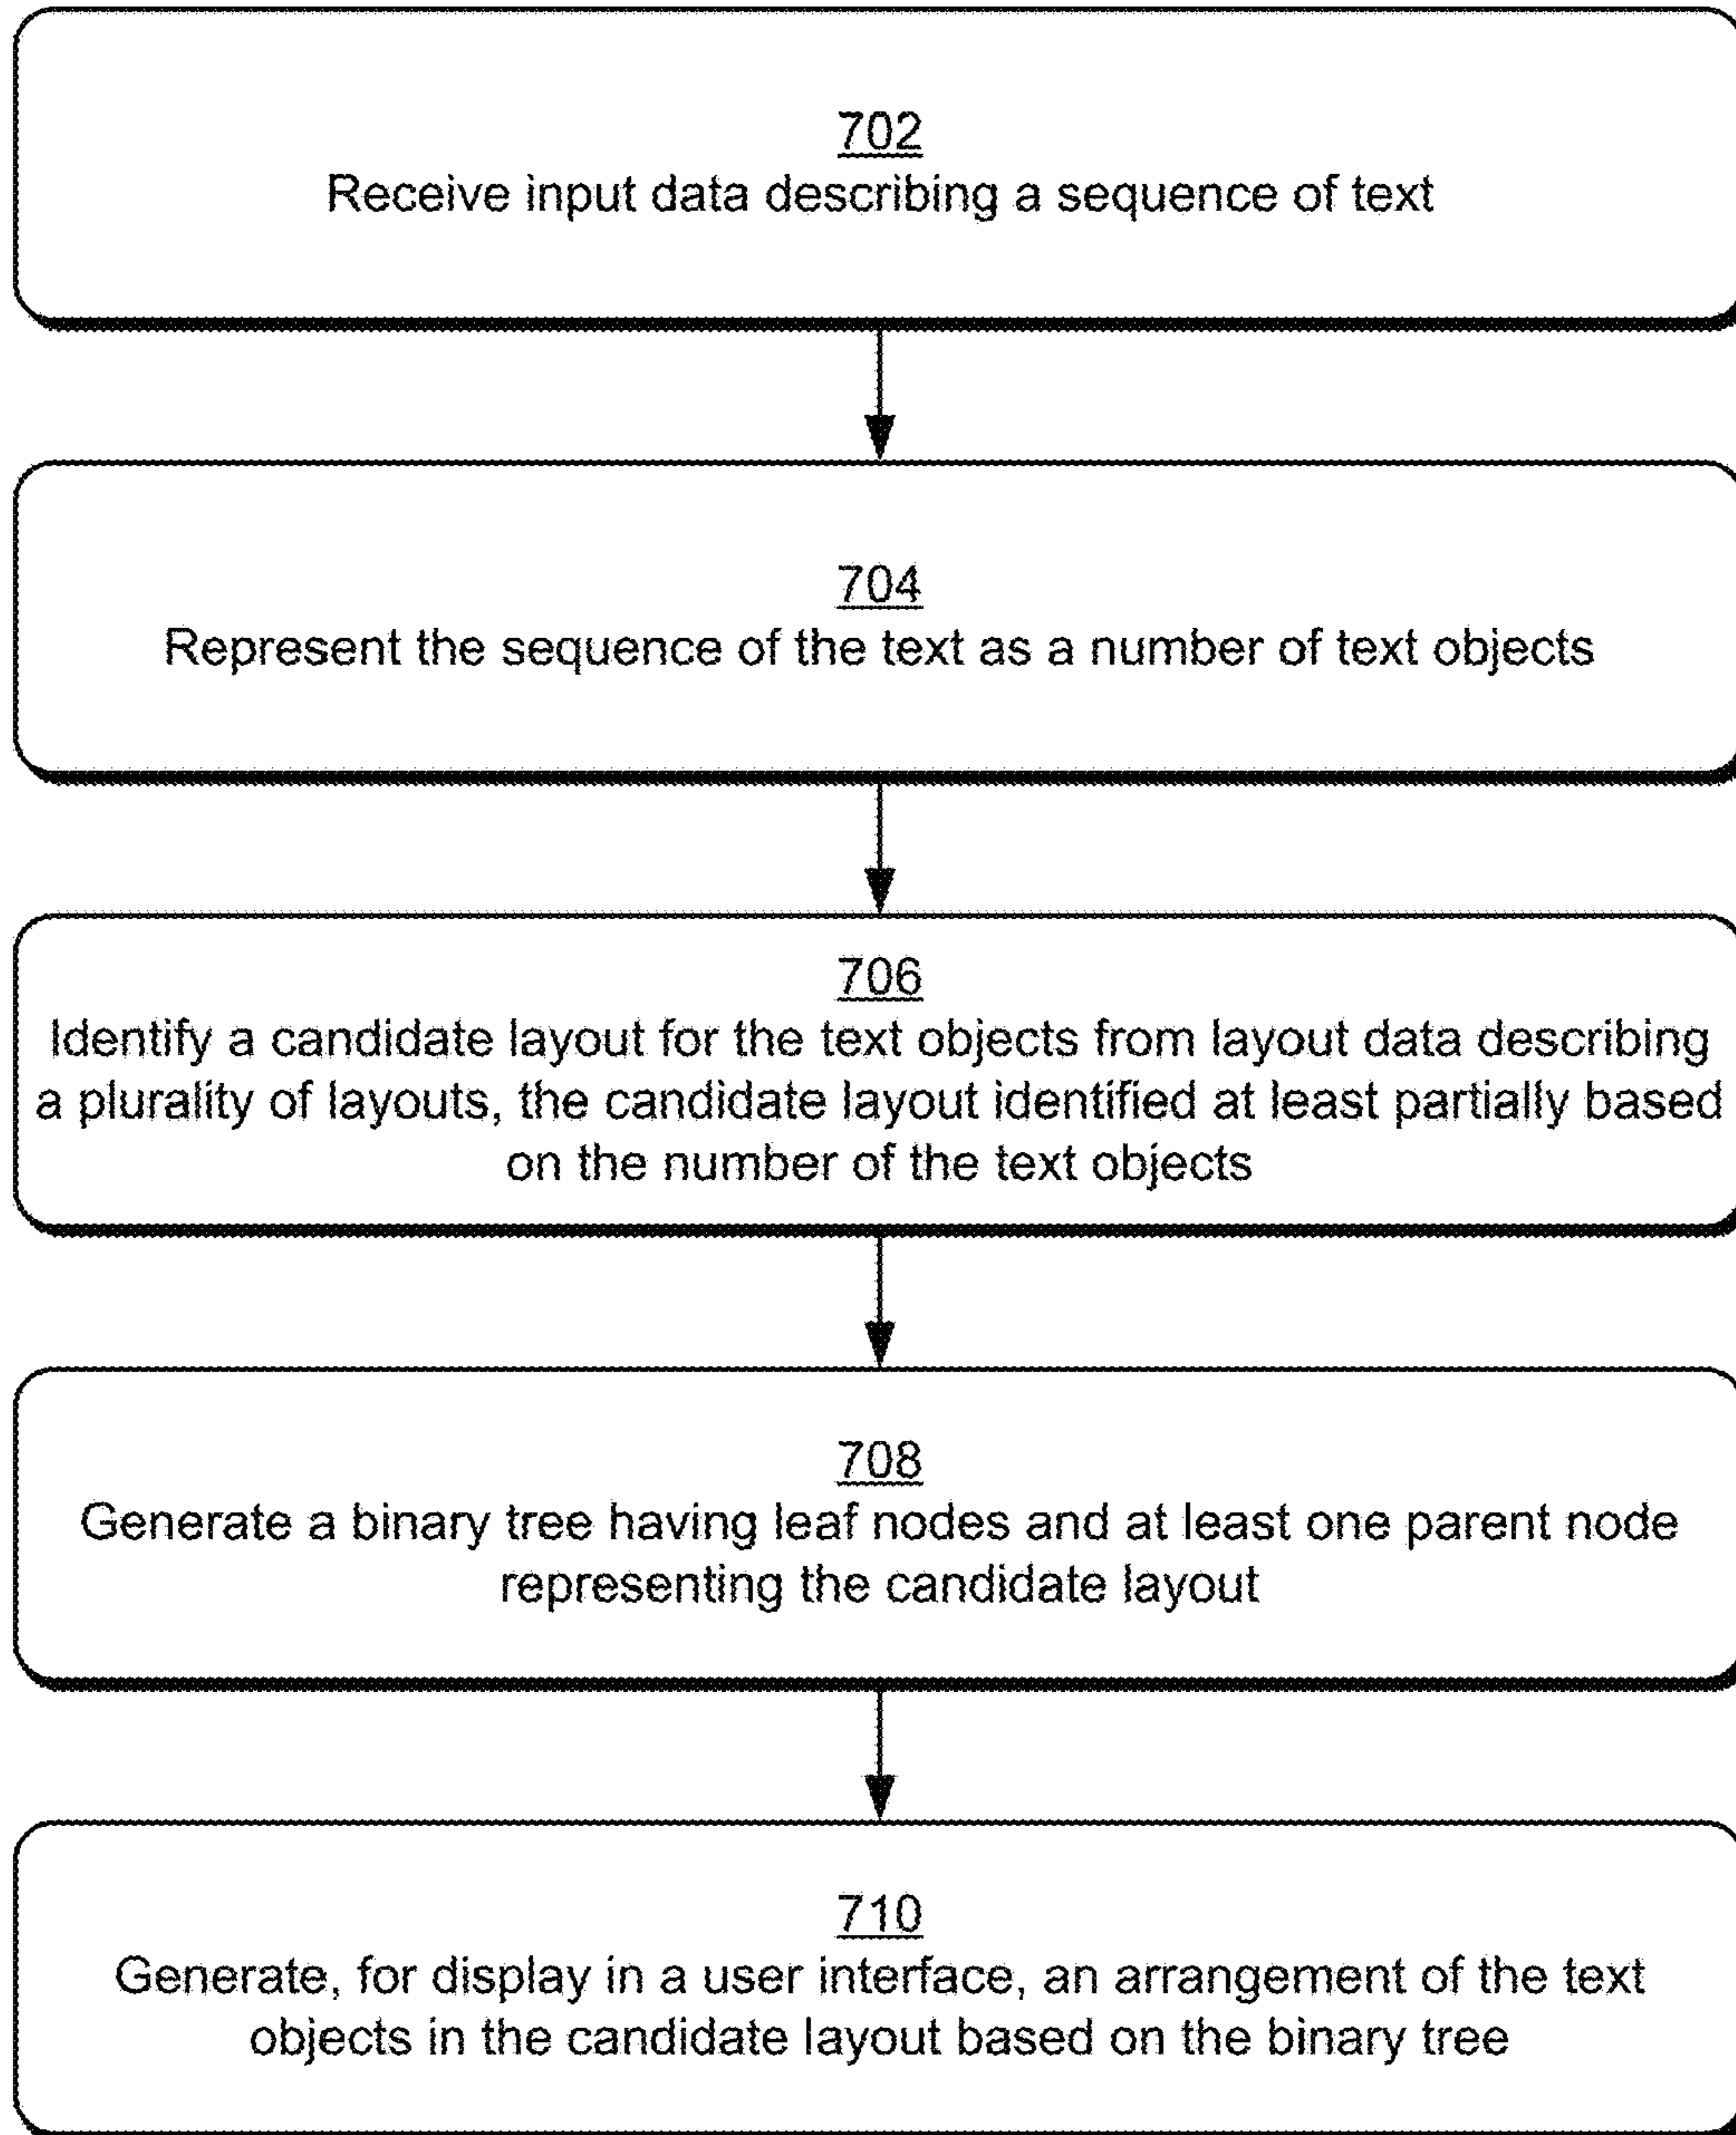 702
Receive input data describing a sequence of text
704
Represent the sequence of the text as a number of text objects
706
Identify a candidate layout for the text objects from layout data describing
a plurality of layouts, the candidate layout identified at least partially based
on the number of the text objects
708
Generate a binary tree having leaf nodes and at least one parent node
representing the candidate layout
710
Generate, for display in a user interface, an arrangement of the text
objects in the candidate layout based on the binary tree